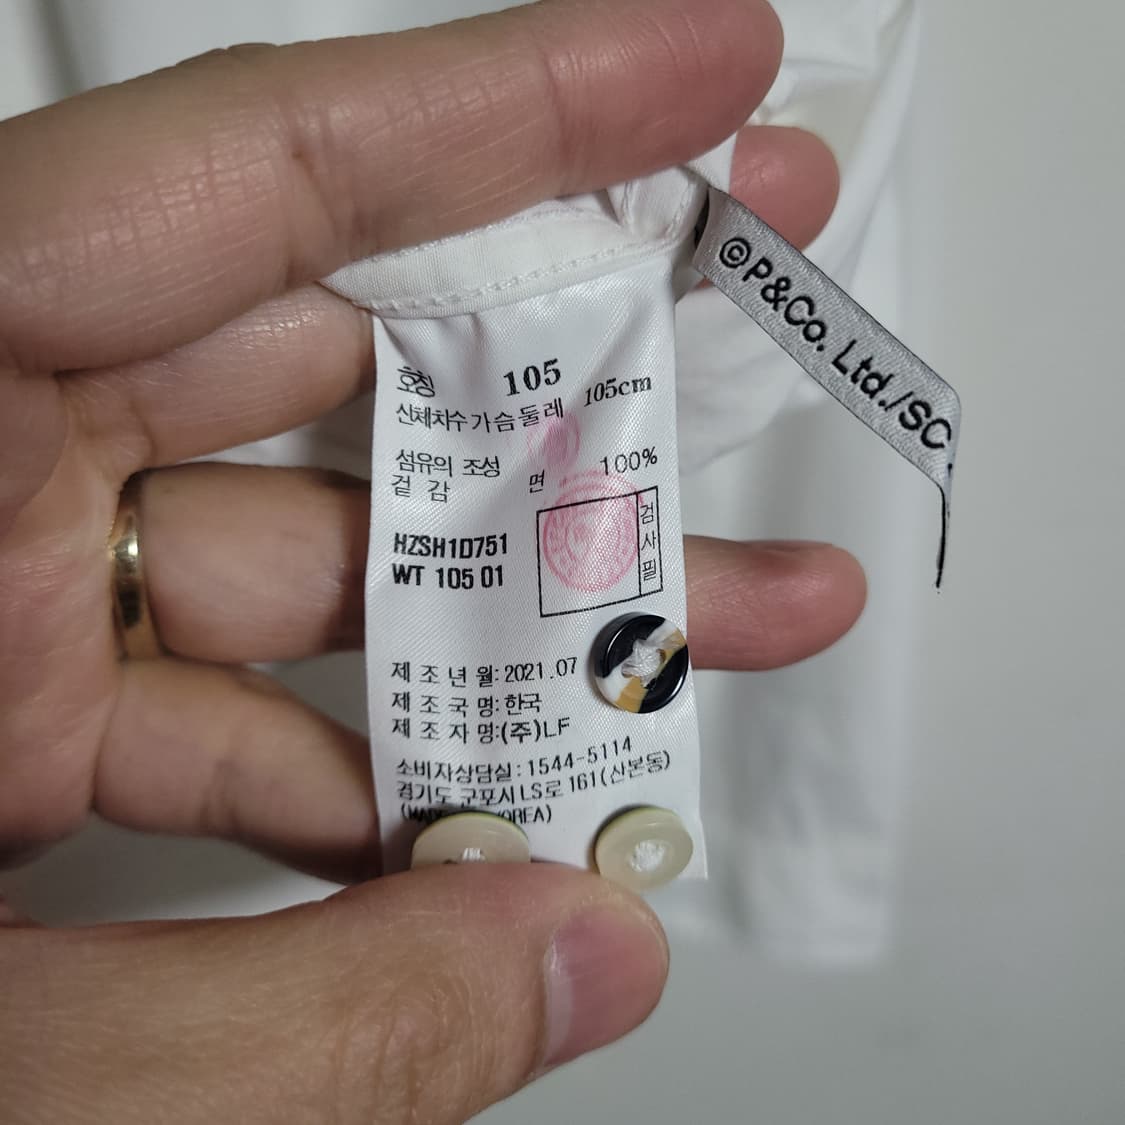 호칭 105
신체치수 가슴둘레 105cm
섬유의 조성
겉 감 면 100%
HZSH1D751
WT 105 01
검사필
제 조 년 월: 2021.07
제 조 국 명: 한국
제 조 자 명: (주)LF
소비자상담실: 1544-5114
경기도 군포시 LS로 161(산본동)
©P&Co. Ltd./SC